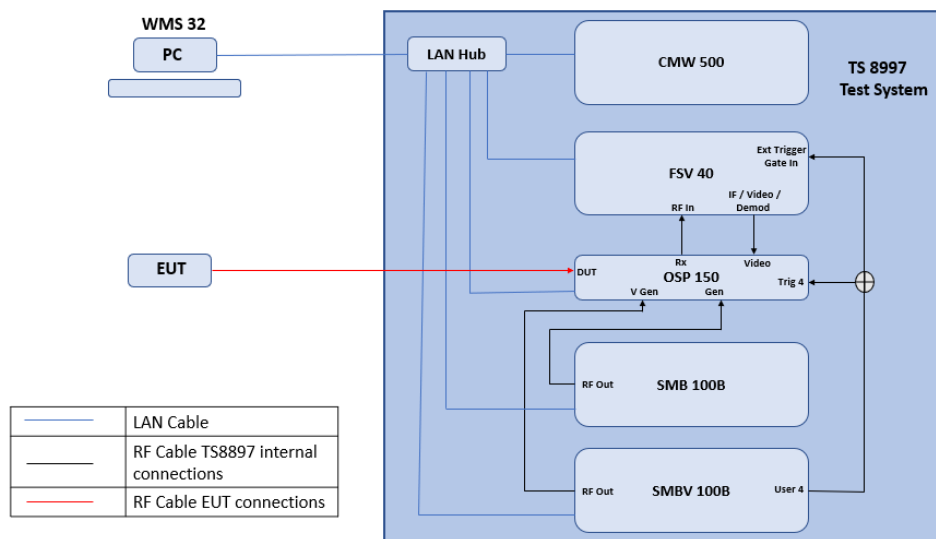 WMS 32
PC
LAN Hub
CMW 500
TS 8997
Test System
Ext Trigger
Gate In
FSV 40
RF In
IF / Video /
Demod
EUT
DUT
Rx
Video
OSP 150
V Gen
Gen
Trig 4
RF Out
SMB 100B
RF Out
SMBV 100B
User 4
LAN Cable
RF Cable TS8897 internal
connections
RF Cable EUT connections